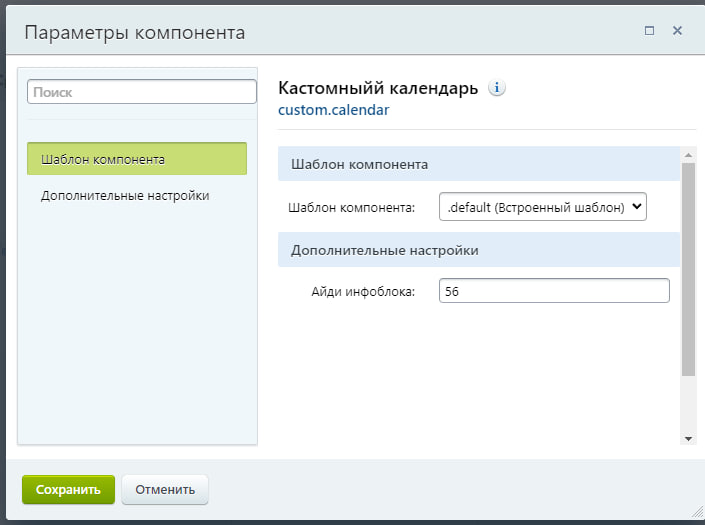 Параметры компонента
Поиск
Шаблон компонента
Дополнительные настройки
Кастомныйй календарь
custom.calendar
Шаблон компонента
Шаблон компонента: .default (Встроенный шаблон)
Дополнительные настройки
Айди инфоблока: 56
Сохранить Отменить